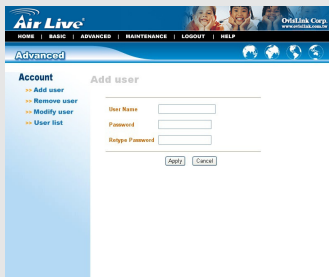 Air Live
OvisLink Corp.
www.ovislink.com.tw
HOME | BASIC | ADVANCED | MAINTENANCE | LOGOUT | HELP
Advanced
Account
Add user
Remove user
Modify user
User list
Add user
User Name
Password
Retype Password
Apply Cancel